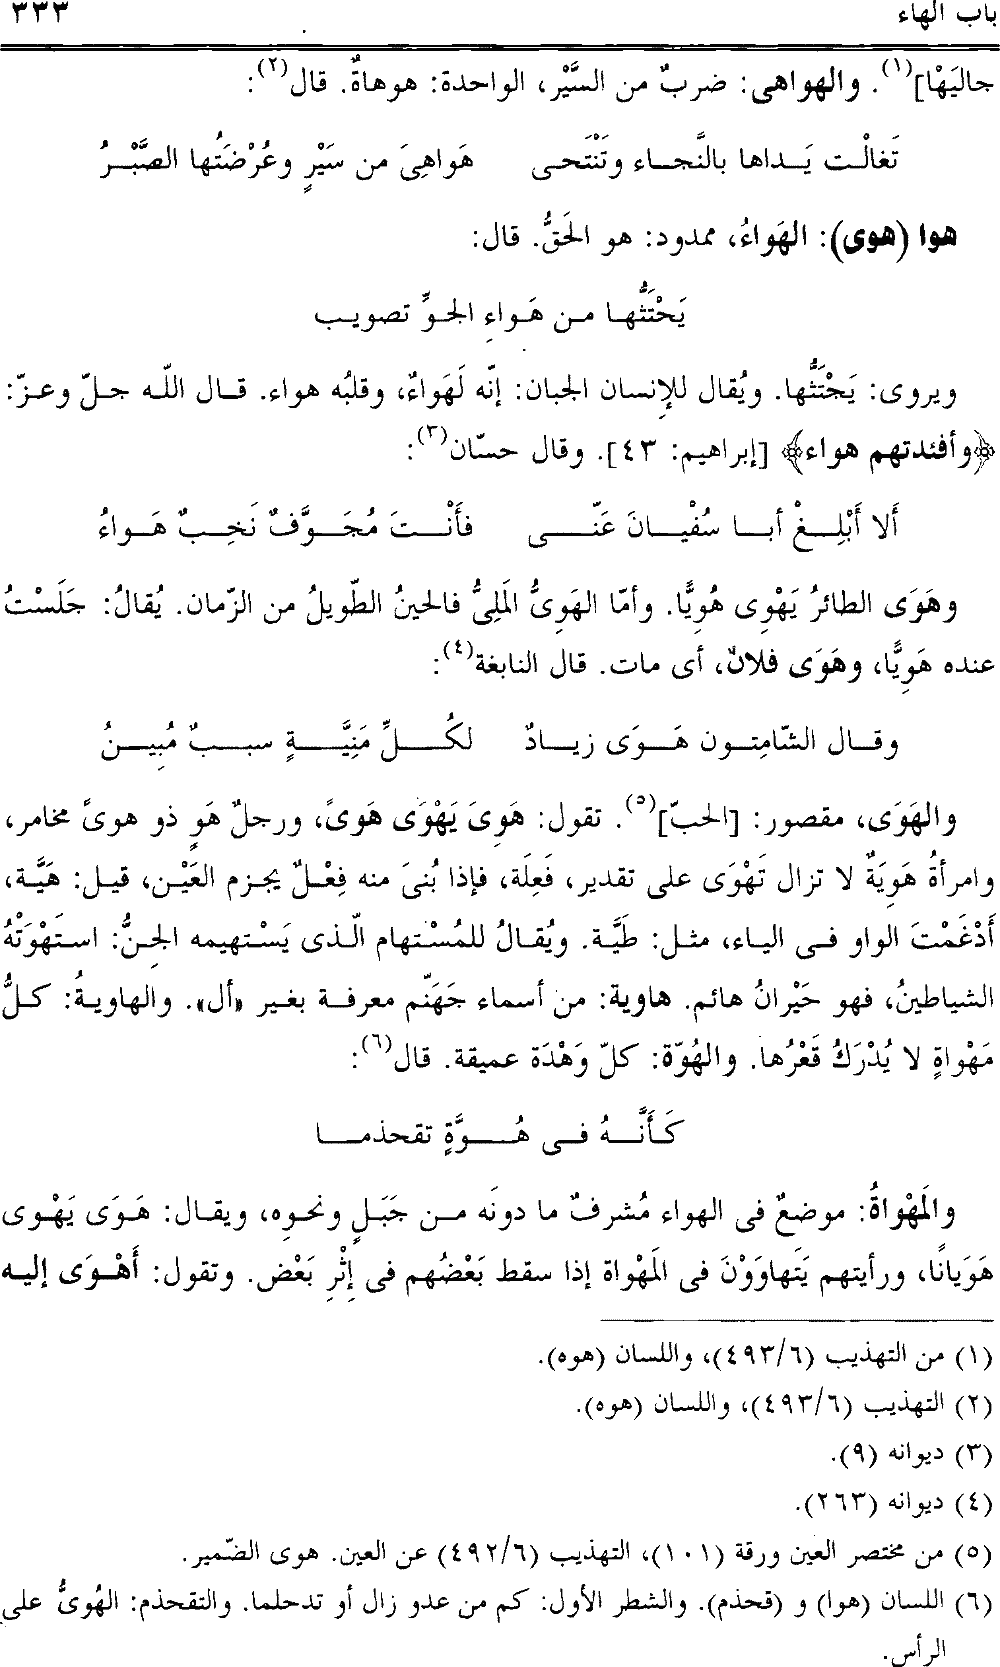 باب الهاء ٣٣٣
جاليَهْا](١). والهواهى: ضربٌ من السَّيْر، الواحدة: هوهاةٌ. قال(٢):
تَغالْت يَداها بالنَّجاء وتَنْتَحى هَواهِىَ من سَيْرٍ وعُرْضَتُها الصَّبْرُ
هوا (هوى): الهَواءُ، ممدود: هو الحَقُّ. قال:
يَحْتَثُّها من هَواءِ الجوِّ تصويب
ويروى: يَجْتَثُّها. ويُقال للإنسان الجبان: إنّه لَهَواءٌ، وقلبُه هواء. قال اللّه جلّ وعزّ:
﴿وأفئدتهم هواء﴾ [إبراهيم: ٤٣]. وقال حسّان(٣):
أَلا أَبْلِغْ أبا سُفْيانَ عَنّى فأَنْتَ مُجَوَّفٌ نَخِبٌ هَواءُ
وهَوَى الطائرُ يَهْوِى هُوِيًّا. وأمّا الهَوِىُّ المَلِىُّ فالحينُ الطّويلُ من الزّمان. يُقالُ: جَلَسْتُ
عنده هَوِيًّا، وهَوَى فلانٌ، أى مات. قال النابغة(٤):
وقال الشّامِتون هَوَى زيادٌ لكُلِّ مَنِيَّةٍ سببٌ مُبِينُ
والهَوَى، مقصور: [الحبّ](٥). تقول: هَوِىَ يَهْوَى هَوىً، ورجلٌ هَوٍ ذو هوىً مخامر،
وامرأةُ هَوِيَةٌ لا تزال تَهْوَى على تقدير، فَعِلَة، فإذا بُنىَ منه فِعْلٌ يجزم العَيْن، قيل: هَيَّة،
أَدْغَمْتَ الواو فى الياء، مثل: طَيَّة. ويُقالُ للمُسْتهام الّذى يَسْتهيمه الجنُّ: استَهْوَتْهُ
الشياطينُ، فهو حَيْرانُ هائم. هاوية: من أسماء جَهَنّم معرفة بغير «أل». والهاويةُ: كلُّ
مَهْواةٍ لا يُدْرَكُ قَعْرُها. والهُوّة: كلّ وَهْدَة عميقة. قال(٦):
كَأَنَّهُ فى هُوَّةٍ تقحذما
والمَهْواةُ: موضعٌ فى الهواء مُشرفٌ ما دونَه من جَبَلٍ ونحوِه، ويقال: هَوَى يَهْوى
هَوَيانًا، ورأيتهم يَتَهاوَوْنَ فى المَهْواة إذا سقط بَعْضُهم فى إثْرِ بَعْض. وتقول: أَهْوَى إليه
(١) من التهذيب (٤٩٣/٦)، واللسان (هوه).
(٢) التهذيب (٤٩٣/٦)، واللسان (هوه).
(٣) ديوانه (٩).
(٤) ديوانه (٢٦٣).
(٥) من مختصر العين ورقة (١٠١)، التهذيب (٤٩٢/٦) عن العين. هوى الضّمير.
(٦) اللسان (هوا) و (قحذم). والشطر الأول: كم من عدو زال أو تدحلما. والتقحذم: الهُوىُّ على
الرأس.